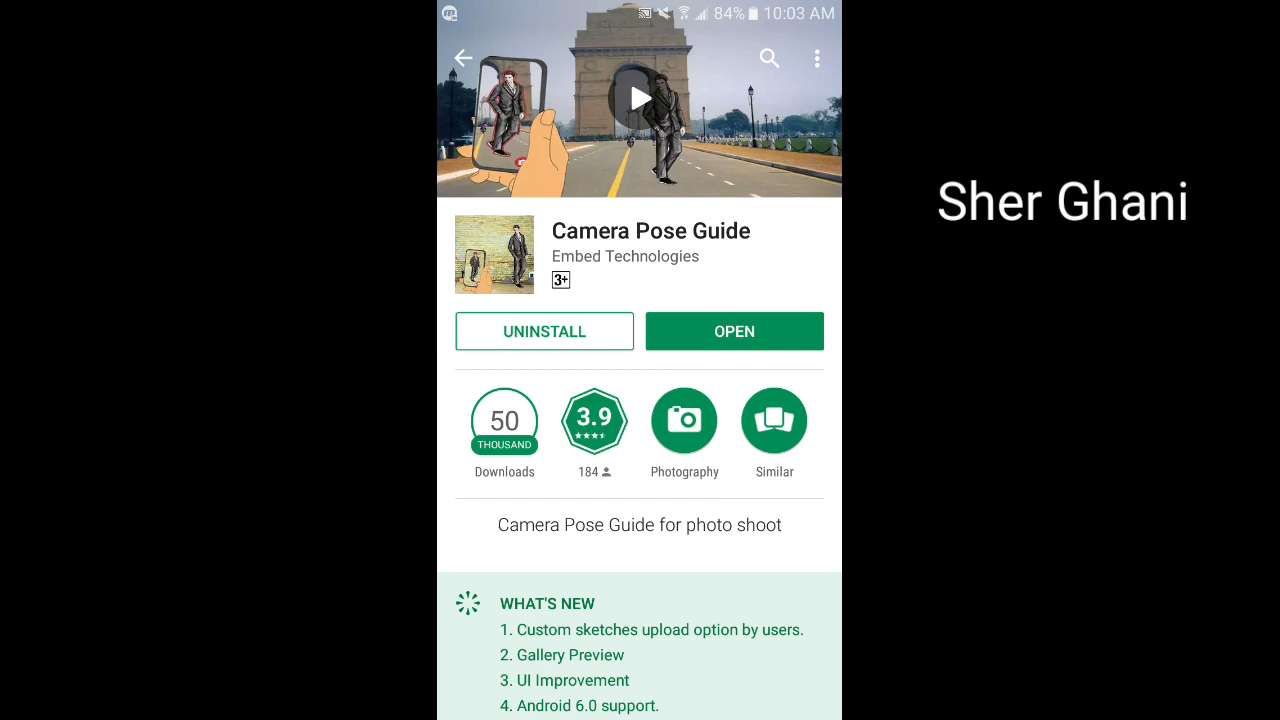 84% 10:03 AM
Sher Ghani
Camera Pose Guide
Embed Technologies
3+
UNINSTALL
OPEN
50
THOUSAND
Downloads
3.9
184
Photography
Similar
Camera Pose Guide for photo shoot
WHAT'S NEW
1. Custom sketches upload option by users.
2. Gallery Preview
3. UI Improvement
4. Android 6.0 support.